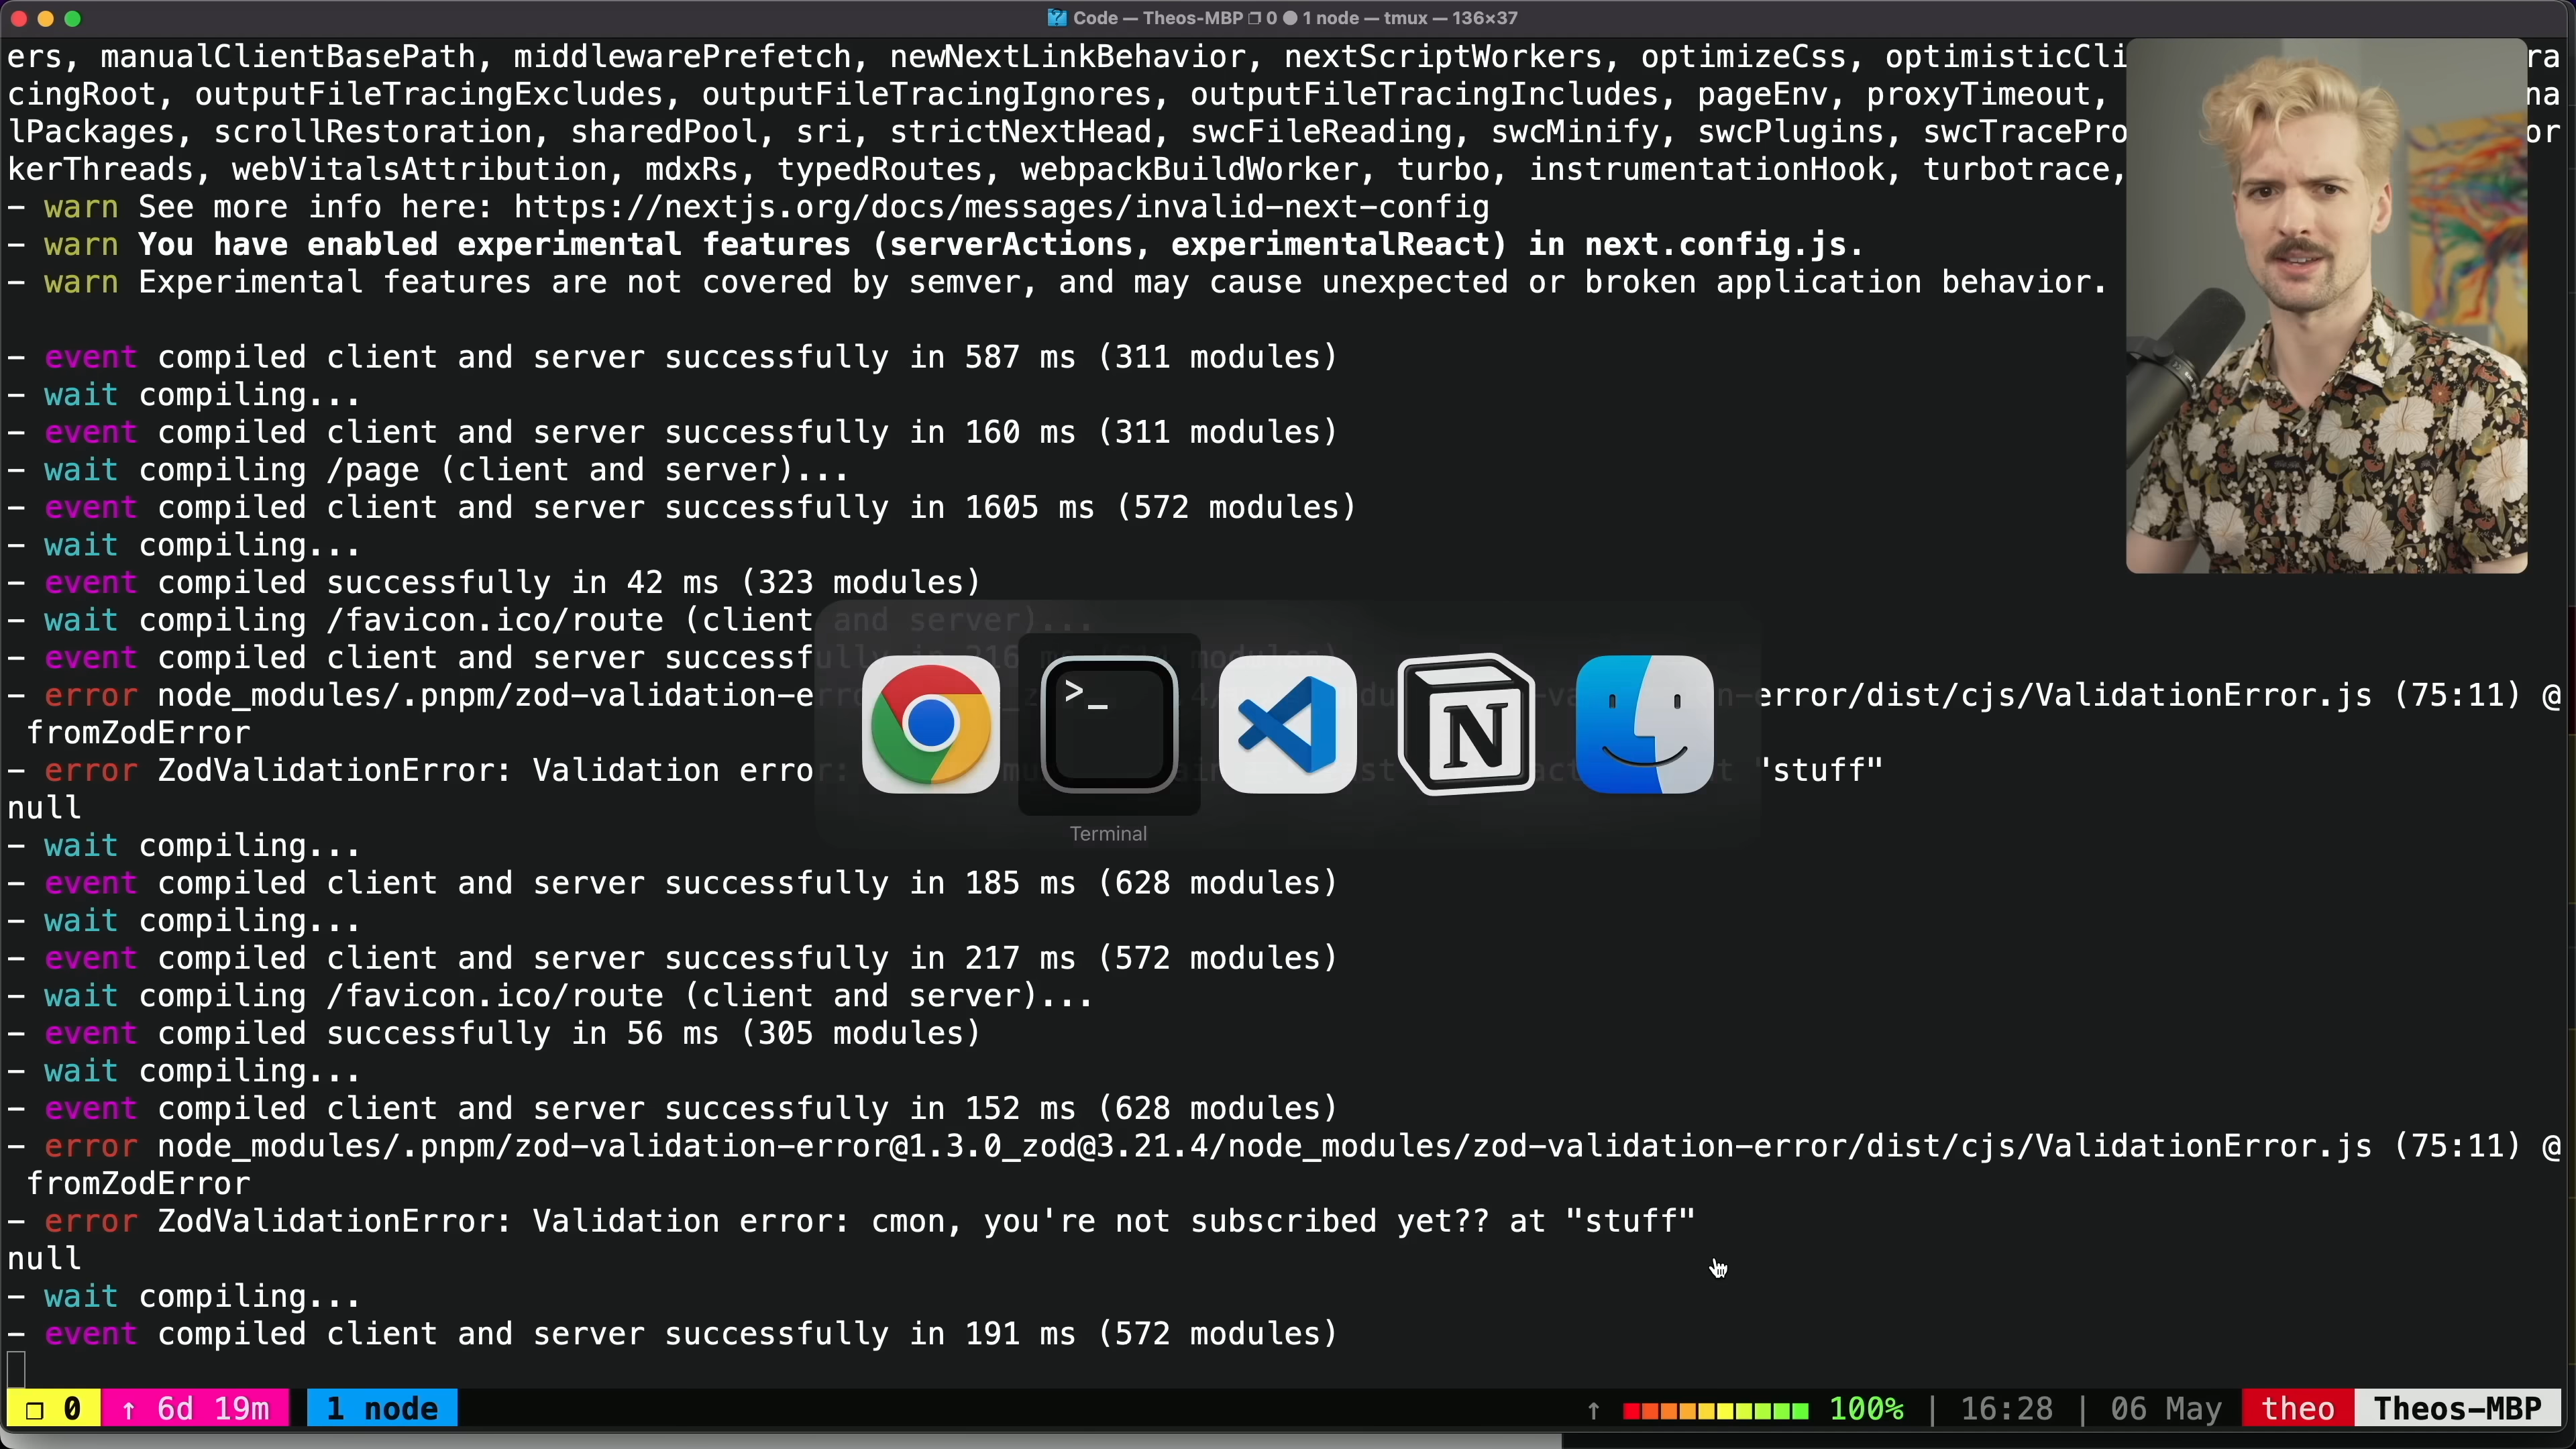 Code — Theos-MBP ❐ 0 ● 1 node — tmux — 136×37
ers, manualClientBasePath, middlewarePrefetch, newNextLinkBehavior, nextScriptWorkers, optimizeCss, optimisticCli ra
cingRoot, outputFileTracingExcludes, outputFileTracingIgnores, outputFileTracingIncludes, pageEnv, proxyTimeout, na
lPackages, scrollRestoration, sharedPool, sri, strictNextHead, swcFileReading, swcMinify, swcPlugins, swcTracePro or
kerThreads, webVitalsAttribution, mdxRs, typedRoutes, webpackBuildWorker, turbo, instrumentationHook, turbotrace,
- warn See more info here: https://nextjs.org/docs/messages/invalid-next-config
- warn You have enabled experimental features (serverActions, experimentalReact) in next.config.js.
- warn Experimental features are not covered by semver, and may cause unexpected or broken application behavior.
- event compiled client and server successfully in 587 ms (311 modules)
- wait compiling...
- event compiled client and server successfully in 160 ms (311 modules)
- wait compiling /page (client and server)...
- event compiled client and server successfully in 1605 ms (572 modules)
- wait compiling...
- event compiled successfully in 42 ms (323 modules)
- wait compiling /favicon.ico/route (client and server)...
- event compiled client and server successfully in 216 ms modules)
- error node_modules/.pnpm/zod-validation-er -error/dist/cjs/ValidationError.js (75:11) @
fromZodError
- error ZodValidationError: Validation error: "stuff"
null
>_
N
Terminal
- wait compiling...
- event compiled client and server successfully in 185 ms (628 modules)
- wait compiling...
- event compiled client and server successfully in 217 ms (572 modules)
- wait compiling /favicon.ico/route (client and server)...
- event compiled successfully in 56 ms (305 modules)
- wait compiling...
- event compiled client and server successfully in 152 ms (628 modules)
- error node_modules/.pnpm/zod-validation-error@1.3.0_zod@3.21.4/node_modules/zod-validation-error/dist/cjs/ValidationError.js (75:11) @
fromZodError
- error ZodValidationError: Validation error: cmon, you're not subscribed yet?? at "stuff"
null
- wait compiling...
- event compiled client and server successfully in 191 ms (572 modules)
❐ 0 ↑ 6d 19m 1 node ↑ 100% | 16:28 | 06 May theo Theos-MBP